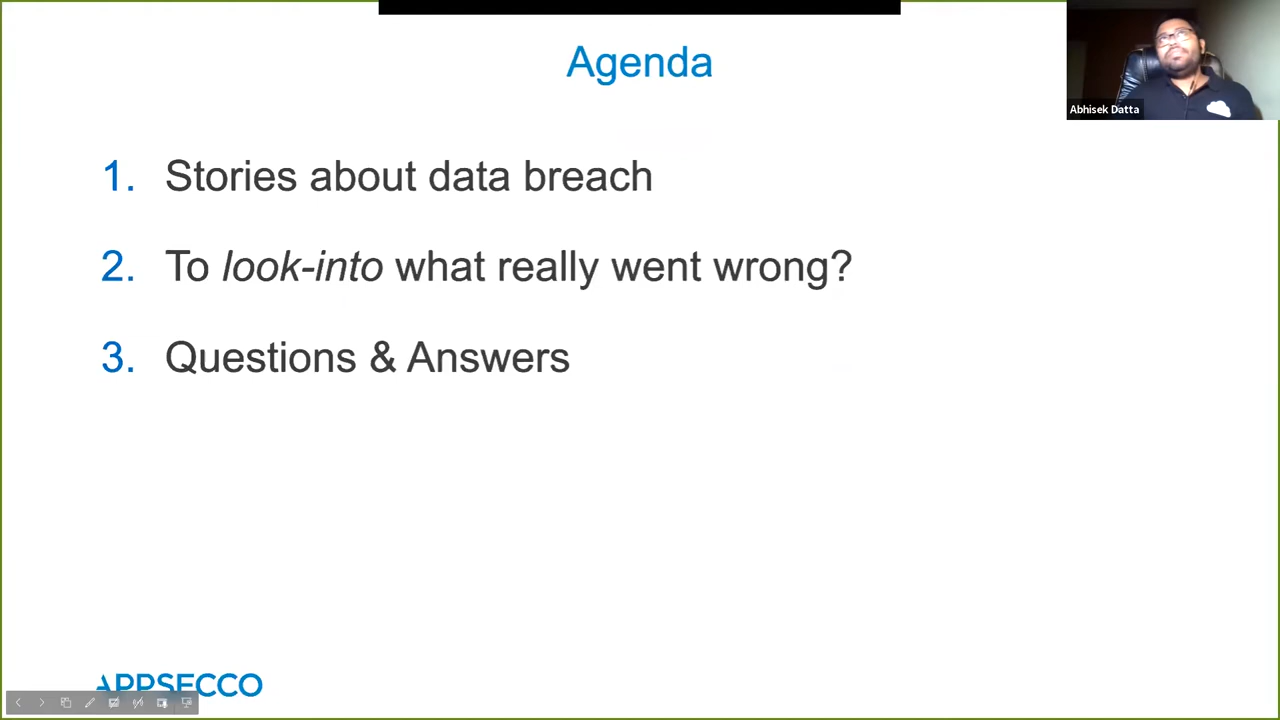 Agenda
Abhisek Datta
1. Stories about data breach
2. To look-into what really went wrong?
3. Questions & Answers
APPSECCO